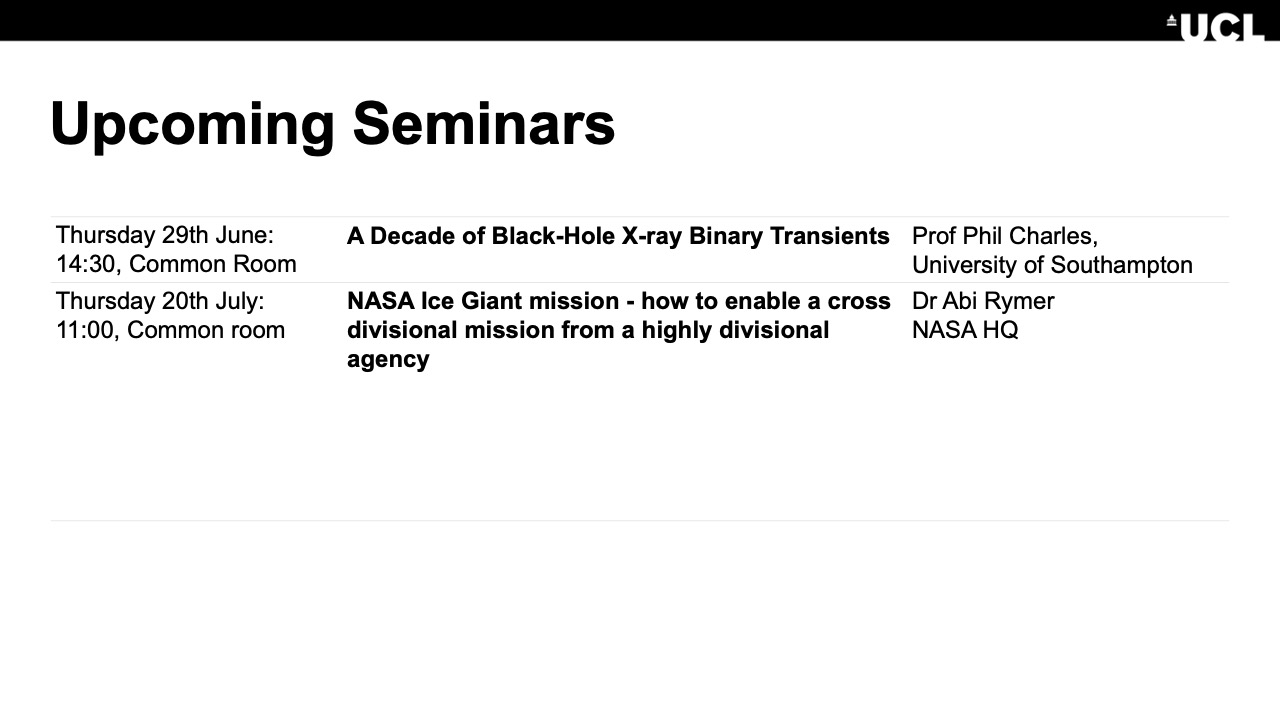 UCL
Upcoming Seminars
Thursday 29th June:
14:30, Common Room
A Decade of Black-Hole X-ray Binary Transients
Prof Phil Charles,
University of Southampton
Thursday 20th July:
11:00, Common room
NASA Ice Giant mission - how to enable a cross
divisional mission from a highly divisional
agency
Dr Abi Rymer
NASA HQ